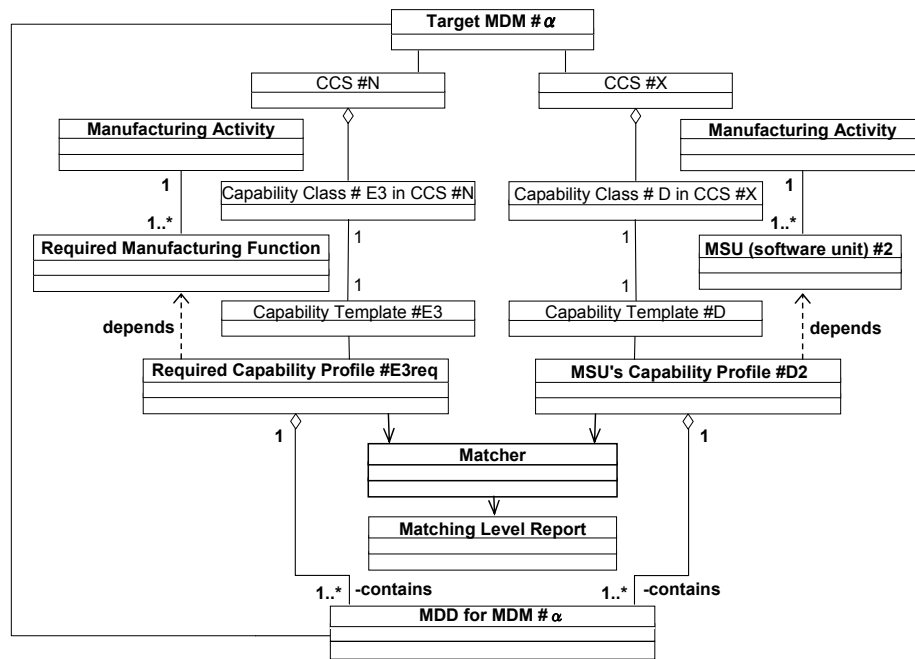 Target MDM #α
CCS #N
CCS #X
Manufacturing Activity
Manufacturing Activity
1
1
Capability Class # E3 in CCS #N
Capability Class # D in CCS #X
1..*
1..*
1
1
Required Manufacturing Function
MSU (software unit) #2
1
1
Capability Template #E3
Capability Template #D
depends
depends
Required Capability Profile #E3req
MSU's Capability Profile #D2
1
1
Matcher
Matching Level Report
1..*
-contains
1..*
-contains
MDD for MDM #α